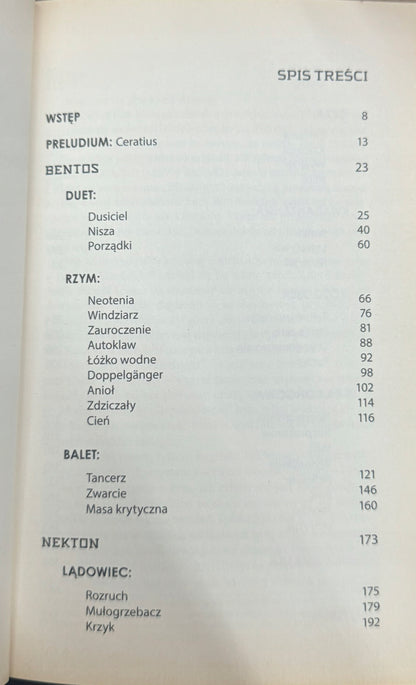 SPIS TREŚCI
WSTĘP 8
PRELUDIUM: Ceratius 13
BENTOS 23
DUET:
Dusiciel 25
Nisza 40
Porządki 60
RZYM:
Neotenia 66
Windziarz 76
Zauroczenie 81
Autoklaw 88
Łóżko wodne 92
Doppelgänger 98
Anioł 102
Zdziczały 114
Cień 116
BALET:
Tancerz 121
Zwarcie 146
Masa krytyczna 160
NEKTON 173
LĄDOWIEC:
Rozruch 175
Mułogrzebacz 179
Krzyk 192